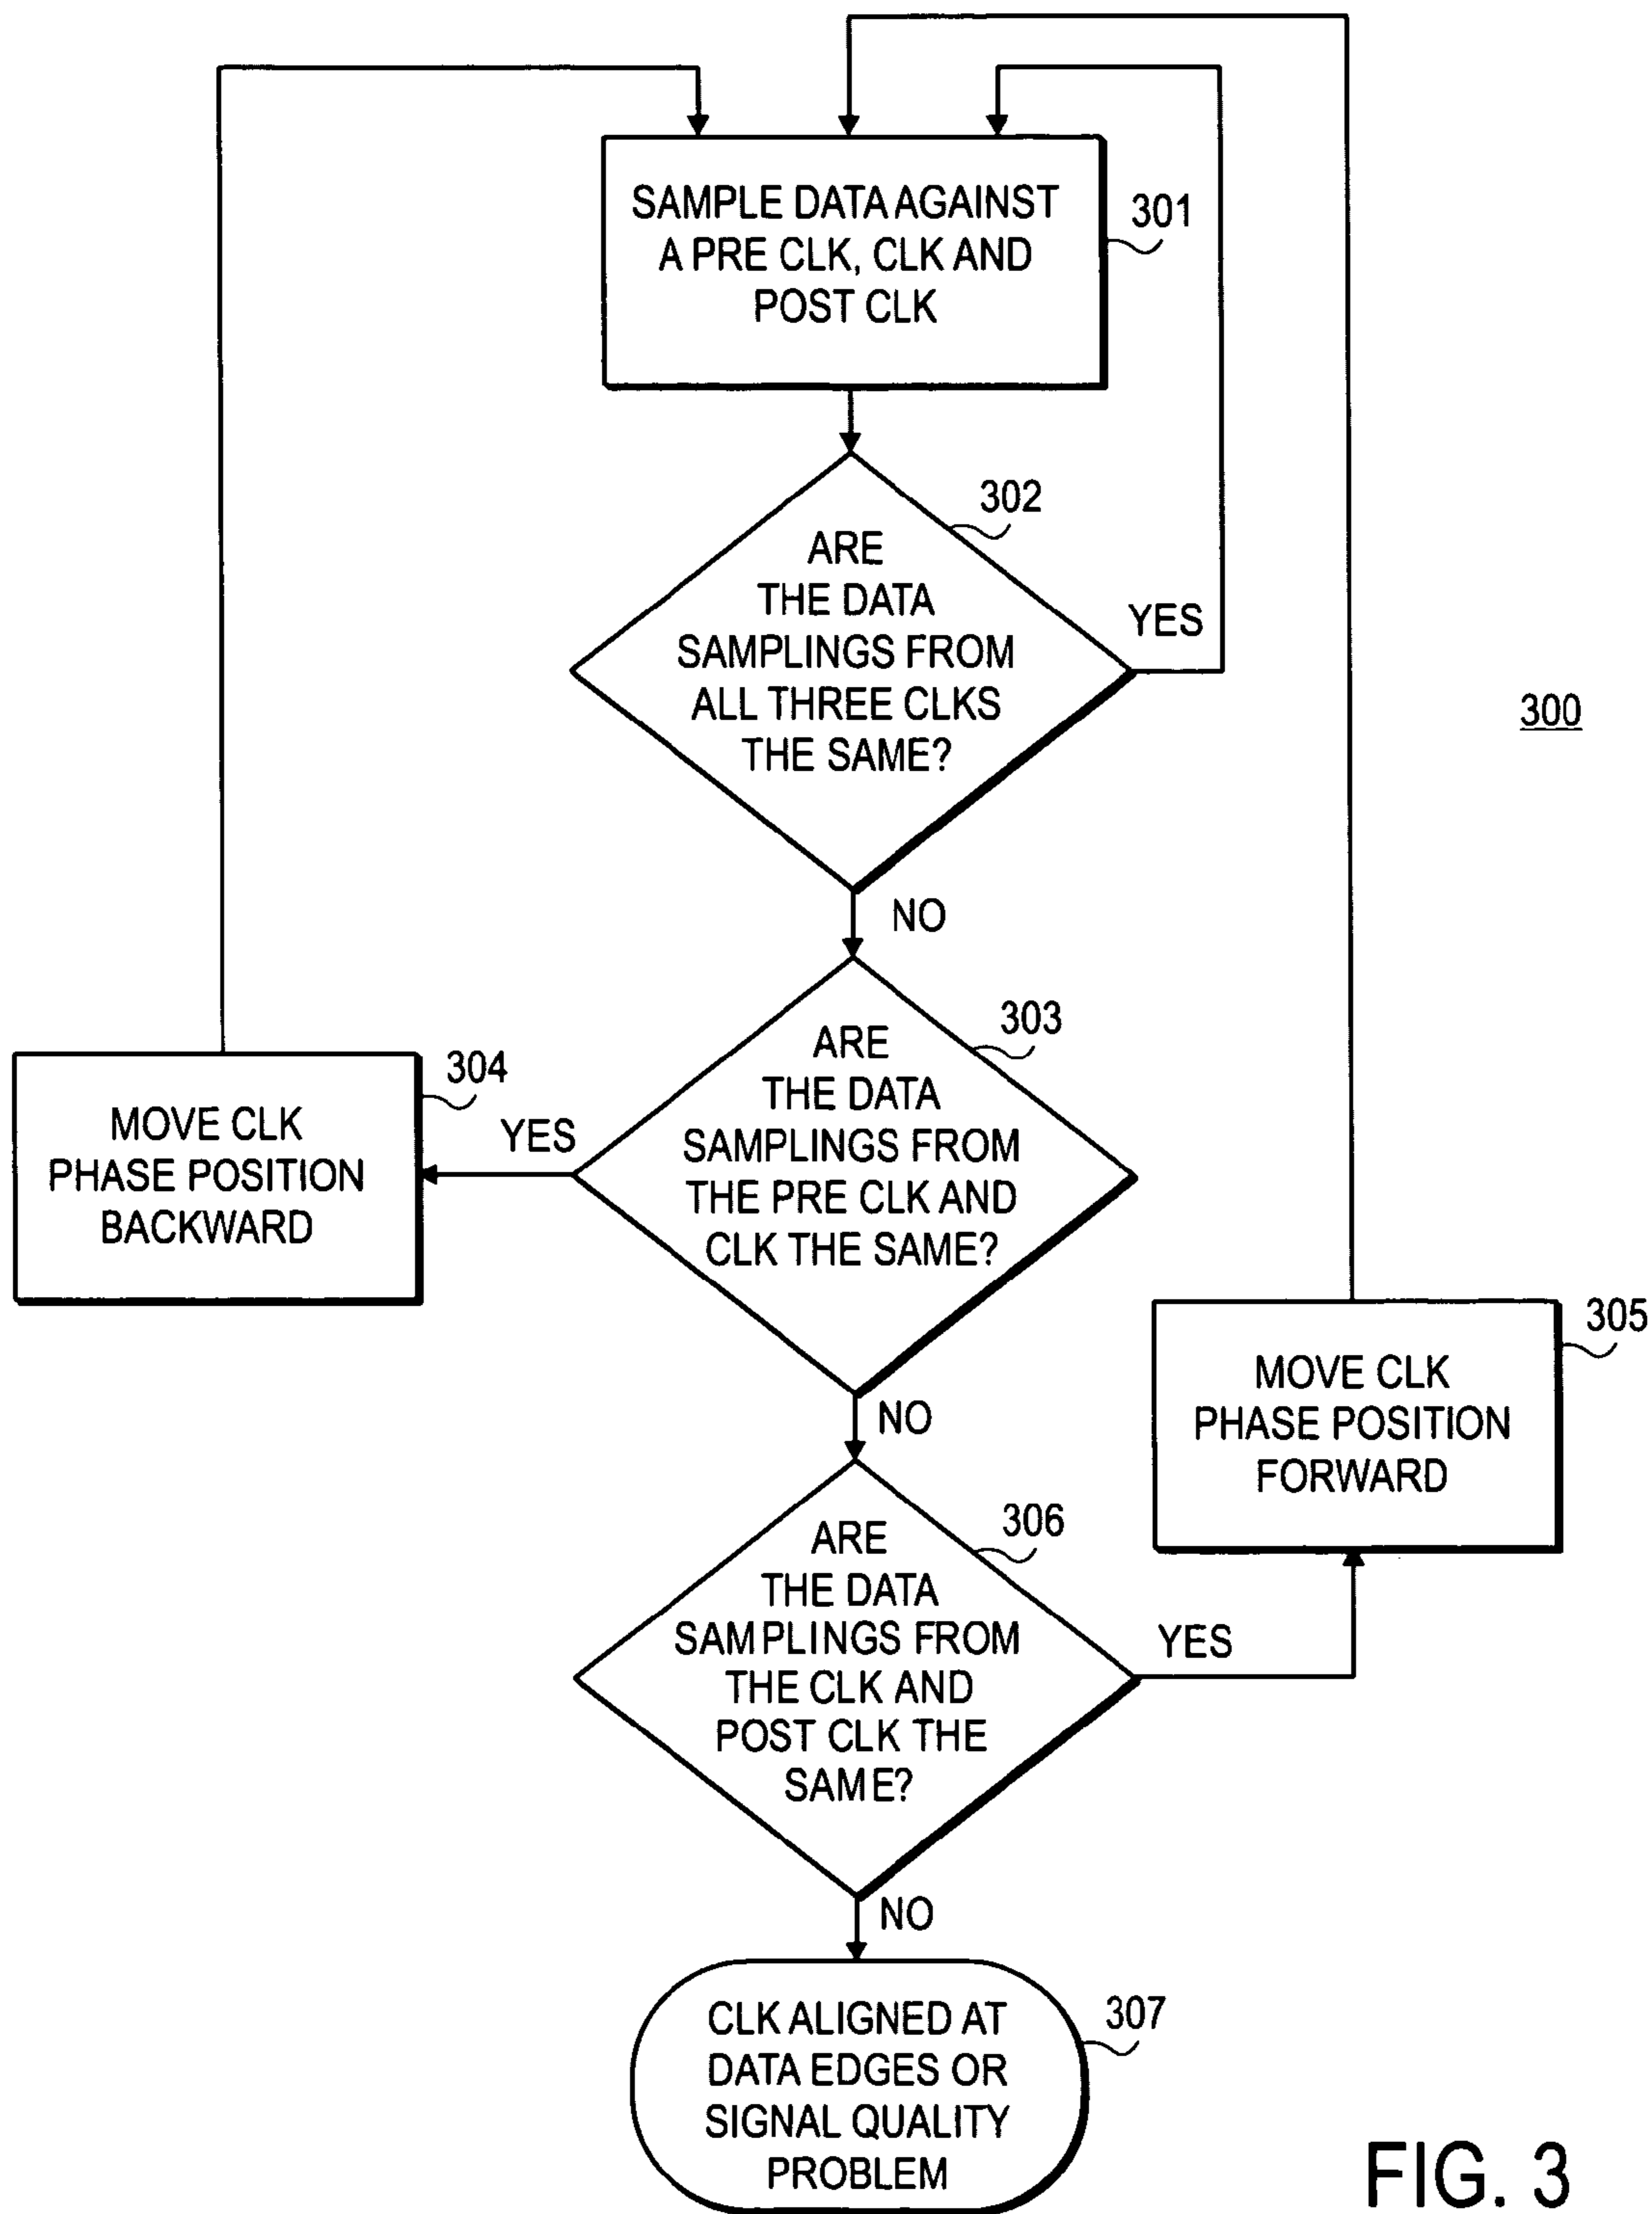 SAMPLE DATA AGAINST
A PRE CLK, CLK AND
POST CLK
301
302
ARE
THE DATA
SAMPLINGS FROM
ALL THREE CLKS
THE SAME?
YES
300
NO
303
ARE
THE DATA
SAMPLINGS FROM
THE PRE CLK AND
CLK THE SAME?
YES
304
MOVE CLK
PHASE POSITION
BACKWARD
305
MOVE CLK
PHASE POSITION
FORWARD
NO
306
ARE
THE DATA
SAMPLINGS FROM
THE CLK AND
POST CLK THE
SAME?
YES
NO
307
CLK ALIGNED AT
DATA EDGES OR
SIGNAL QUALITY
PROBLEM
FIG. 3